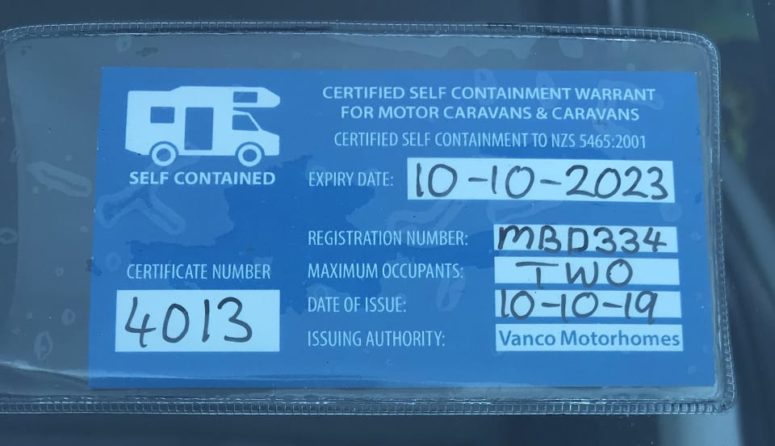 CERTIFIED SELF CONTAINMENT WARRANT
FOR MOTOR CARAVANS & CARAVANS
CERTIFIED SELF CONTAINMENT TO NZS 5465:2001
SELF CONTAINED
EXPIRY DATE: 10-10-2023
REGISTRATION NUMBER: MBD334
MAXIMUM OCCUPANTS: TWO
DATE OF ISSUE: 10-10-19
ISSUING AUTHORITY: Vanco Motorhomes
CERTIFICATE NUMBER
4013